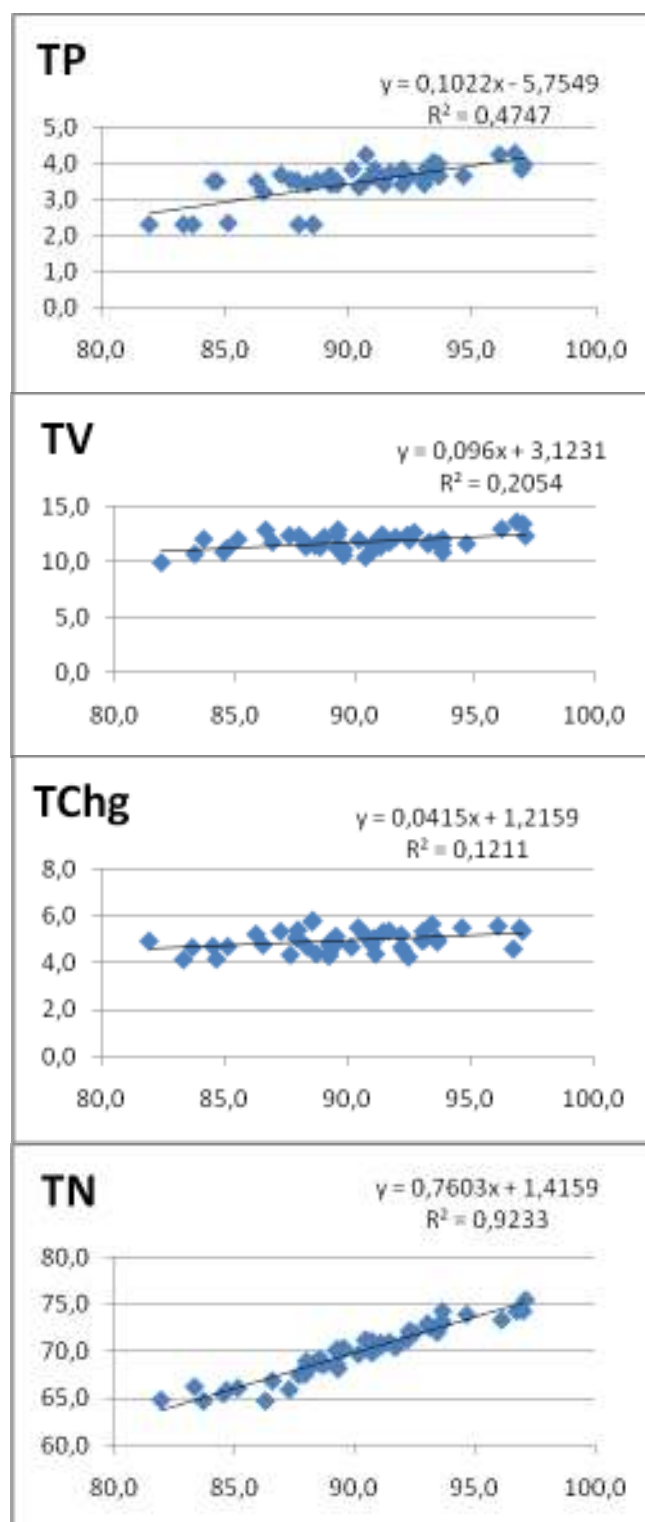 TP
y = 0,1022x - 5,7549
R² = 0,4747
5,0
4,0
3,0
2,0
1,0
0,0
80,0 85,0 90,0 95,0 100,0
TV
y = 0,096x + 3,1231
R² = 0,2054
15,0
10,0
5,0
0,0
80,0 85,0 90,0 95,0 100,0
TChg
y = 0,0415x + 1,2159
R² = 0,1211
8,0
6,0
4,0
2,0
0,0
80,0 85,0 90,0 95,0 100,0
TN
y = 0,7603x + 1,4159
R² = 0,9233
80,0
75,0
70,0
65,0
60,0
80,0 85,0 90,0 95,0 100,0